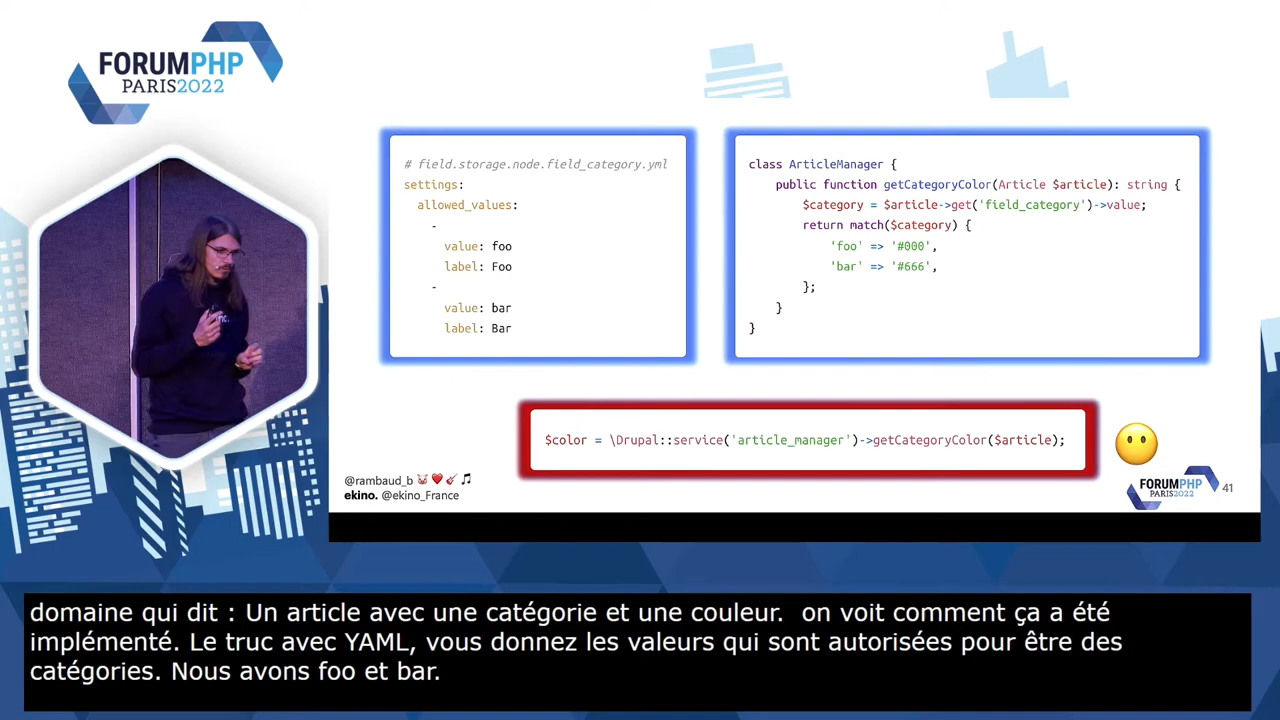 FORUMPHP
PARIS2022
# field.storage.node.field_category.yml
settings:
allowed_values:
-
value: foo
label: Foo
-
value: bar
label: Bar
class ArticleManager {
public function getCategoryColor(Article $article): string {
$category = $article->get('field_category')->value;
return match($category) {
'foo' => '#000',
'bar' => '#666',
};
}
}
$color = \Drupal::service('article_manager')->getCategoryColor($article);
@rambaud_b
ekino. @ekino_France
FORUMPHP
PARIS2022
41
domaine qui dit : Un article avec une catégorie et une couleur. on voit comment ça a été
implémenté. Le truc avec YAML, vous donnez les valeurs qui sont autorisées pour être des
catégories. Nous avons foo et bar.